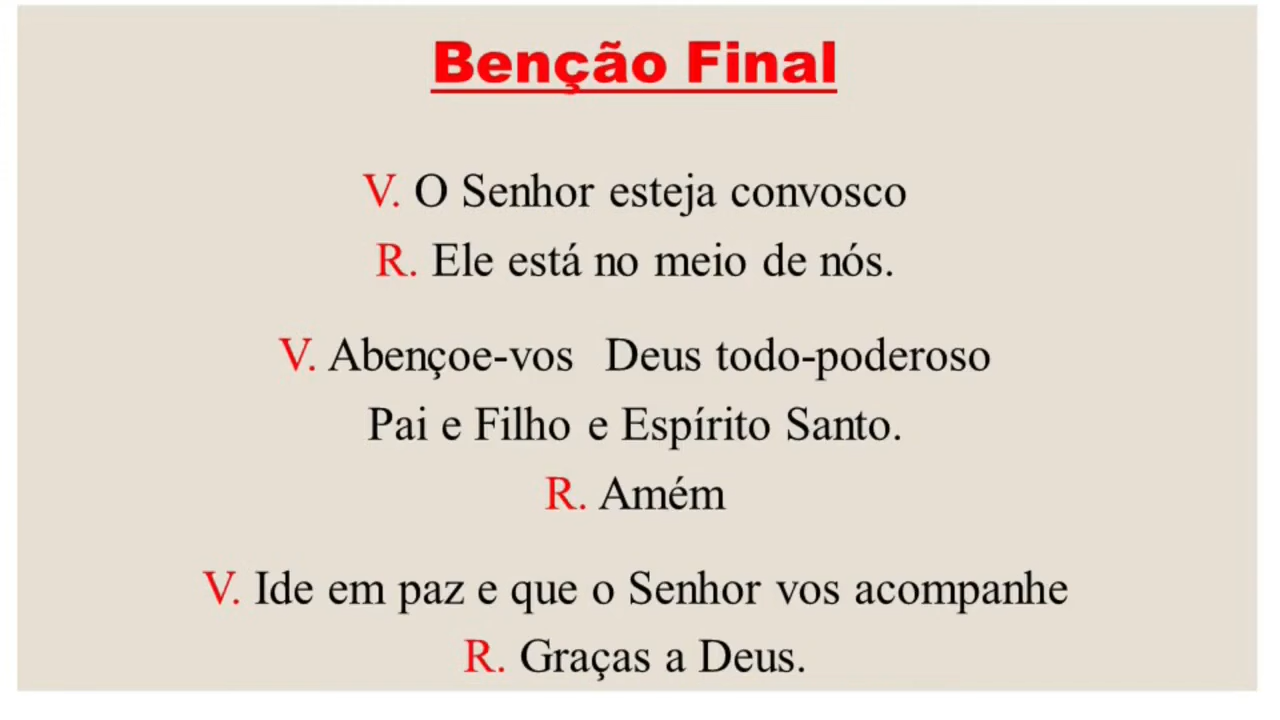 Benção Final
V. O Senhor esteja convosco
R. Ele está no meio de nós.
V. Abençoe-vos Deus todo-poderoso
Pai e Filho e Espírito Santo.
R. Amém
V. Ide em paz e que o Senhor vos acompanhe
R. Graças a Deus.